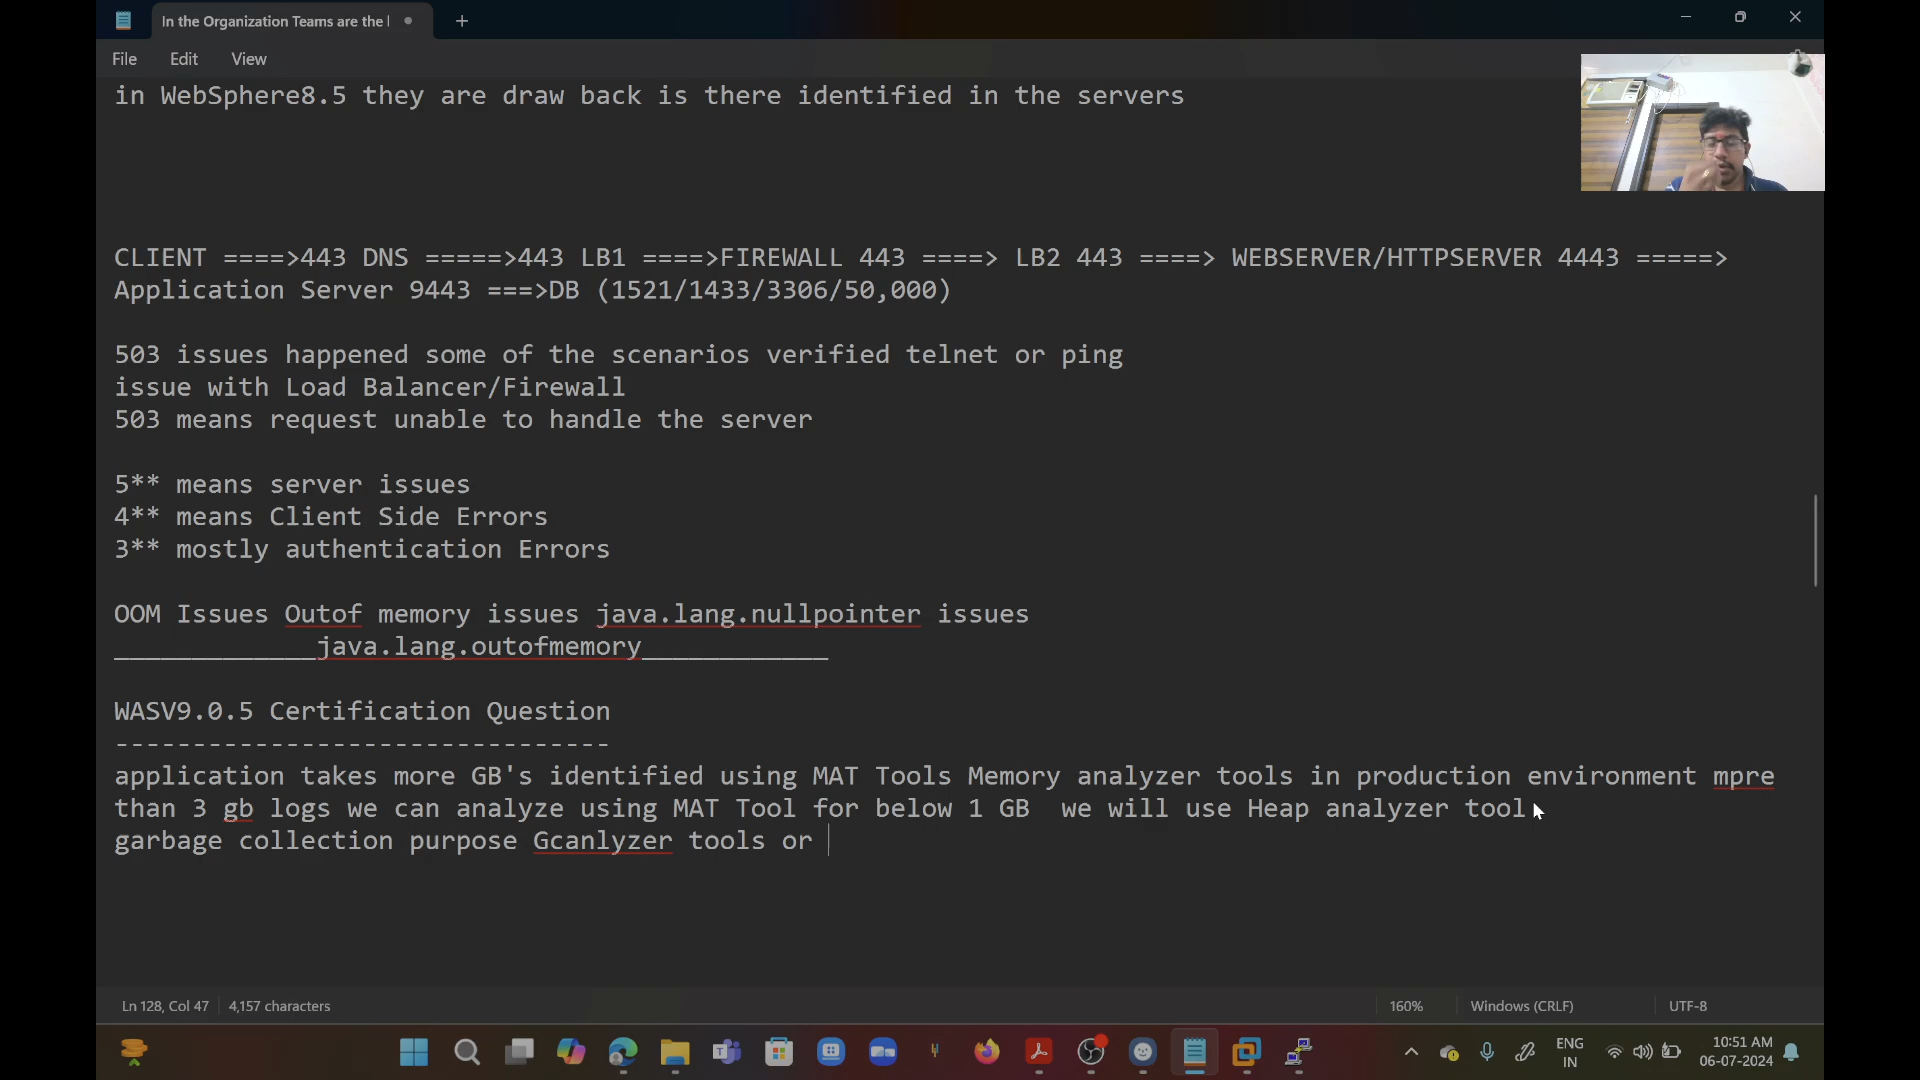 In the Organization Teams are the
File Edit View
in WebSphere8.5 they are draw back is there identified in the servers
CLIENT ====>443 DNS =====>443 LB1 ====>FIREWALL 443 ====> LB2 443 ====> WEBSERVER/HTTPSERVER 4443 =====>
Application Server 9443 ===>DB (1521/1433/3306/50,000)
503 issues happened some of the scenarios verified telnet or ping
issue with Load Balancer/Firewall
503 means request unable to handle the server
5** means server issues
4** means Client Side Errors
3** mostly authentication Errors
OOM Issues Outof memory issues java.lang.nullpointer issues
_____________java.lang.outofmemory____________
WASV9.0.5 Certification Question
--------------------------------
application takes more GB's identified using MAT Tools Memory analyzer tools in production environment mpre
than 3 gb logs we can analyze using MAT Tool for below 1 GB  we will use Heap analyzer tool
garbage collection purpose Gcanlyzer tools or
Ln 128, Col 47 4,157 characters 160% Windows (CRLF) UTF-8
ENG
IN
10:51 AM
06-07-2024